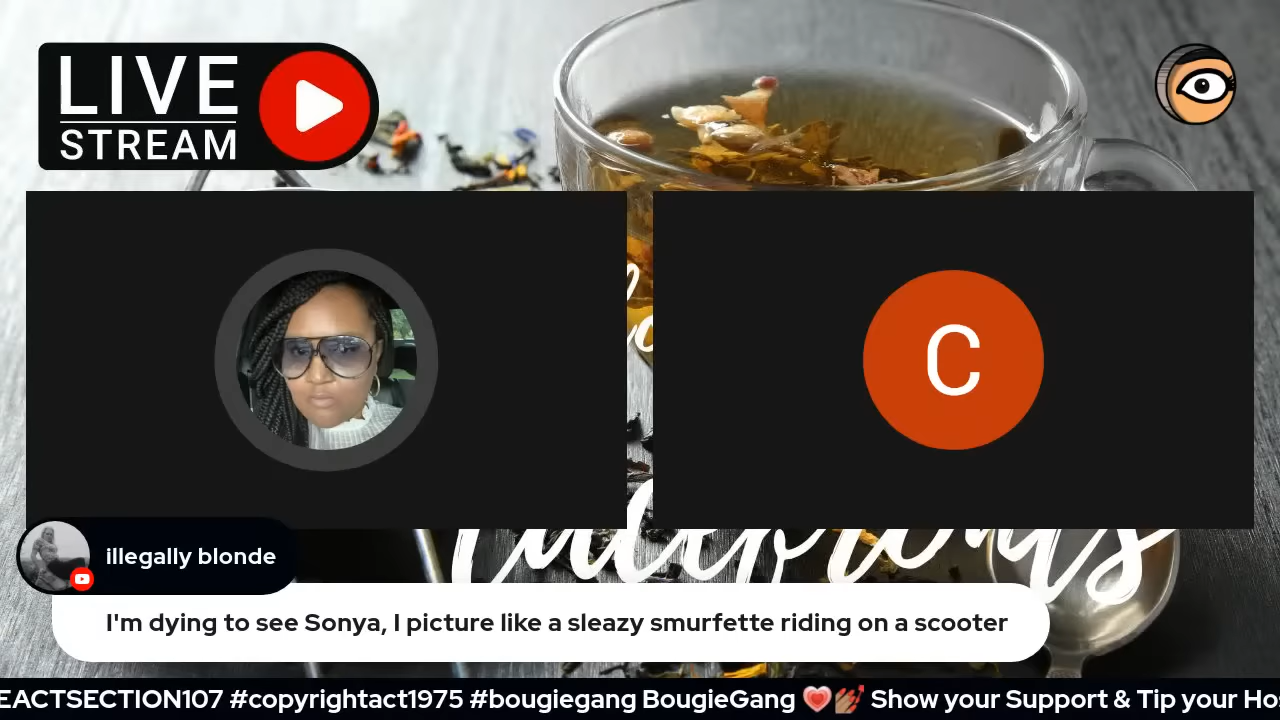 LIVE
STREAM
C
illegally blonde
I'm dying to see Sonya, I picture like a sleazy smurfette riding on a scooter
EACTSECTION107 #copyrightact1975 #bougiegang BougieGang 💗💅🏾 Show your Support & Tip your Ho